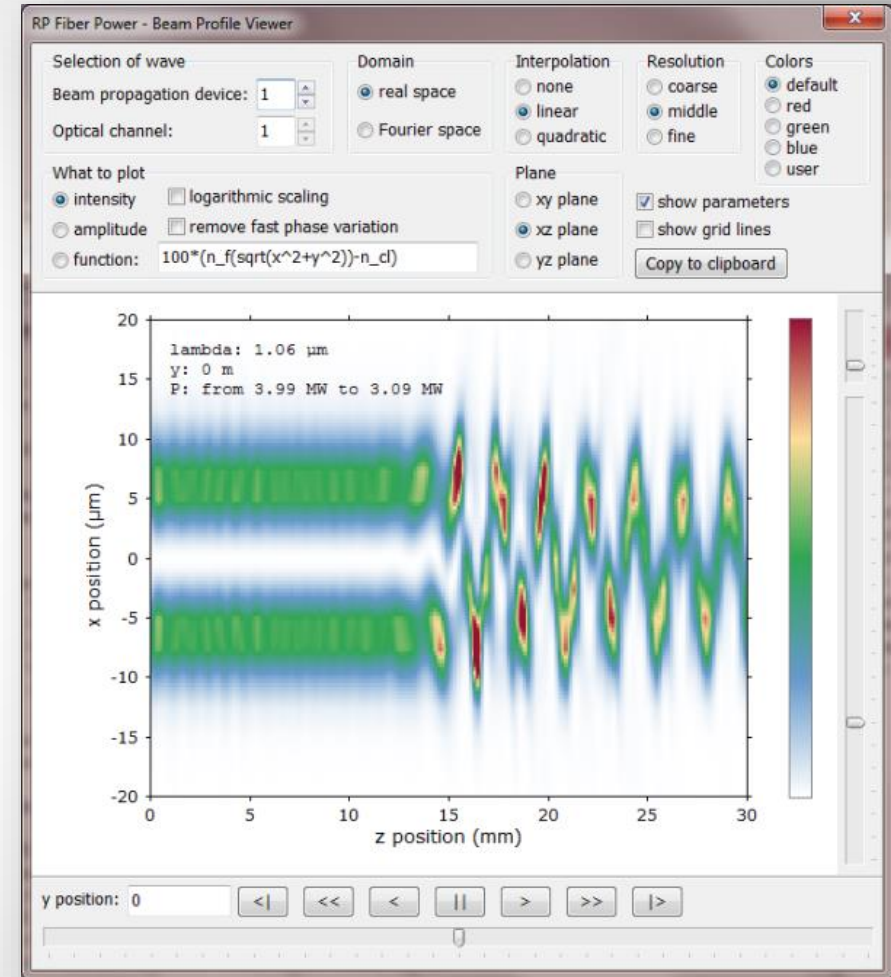 RP Fiber Power - Beam Profile Viewer
x
Selection of wave
Beam propagation device: 1
Optical channel: 1
Domain
real space
Fourier space
Interpolation
none
linear
quadratic
Resolution
coarse
middle
fine
Colors
default
red
green
blue
user
What to plot
intensity
logarithmic scaling
amplitude
remove fast phase variation
function: 100*(n_f(sqrt(x^2+y^2))-n_cl)
Plane
xy plane
xz plane
yz plane
show parameters
show grid lines
Copy to clipboard
lambda: 1.06 µm
y: 0 m
P: from 3.99 MW to 3.09 MW
x position (µm)
20
15
10
5
0
-5
-10
-15
-20
0 5 10 15 20 25 30
z position (mm)
y position: 0
<| << < || > >> |>